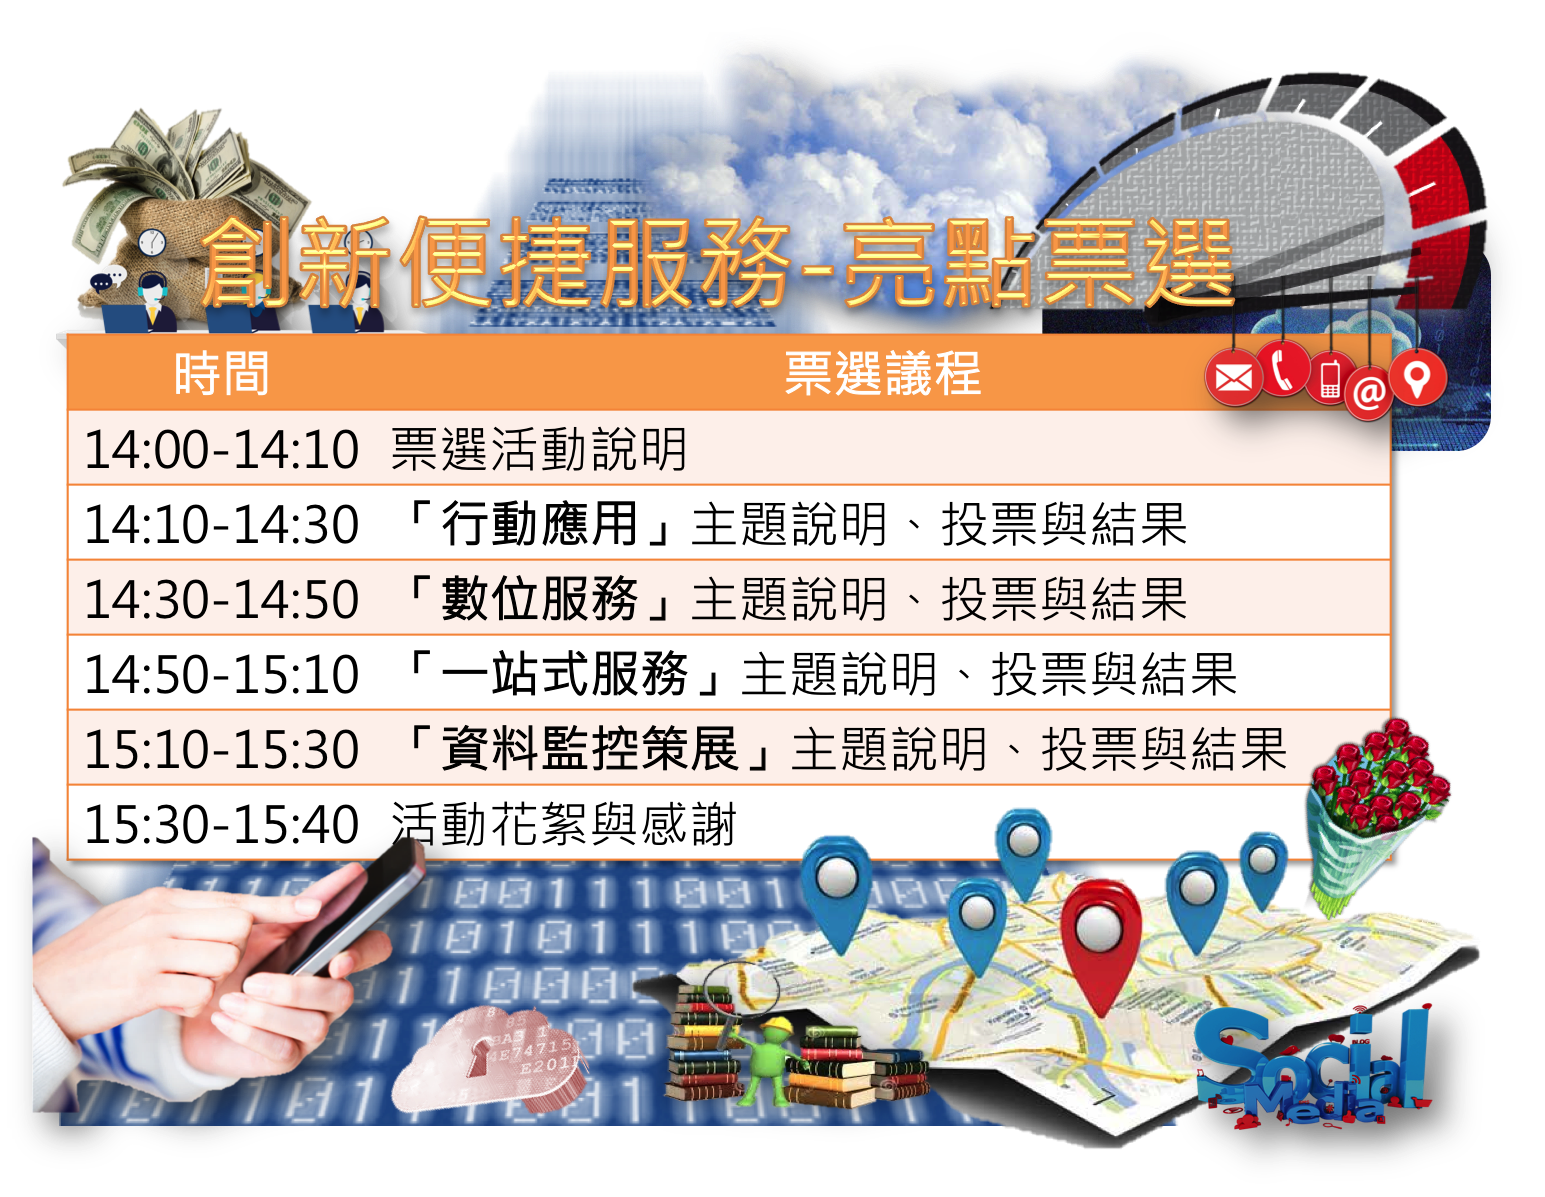 創新便捷服務-亮點票選
時間 票選議程
14:00-14:10 票選活動說明
14:10-14:30 「行動應用」主題說明、投票與結果
14:30-14:50 「數位服務」主題說明、投票與結果
14:50-15:10 「一站式服務」主題說明、投票與結果
15:10-15:30 「資料監控策展」主題說明、投票與結果
15:30-15:40 活動花絮與感謝
Social
Media